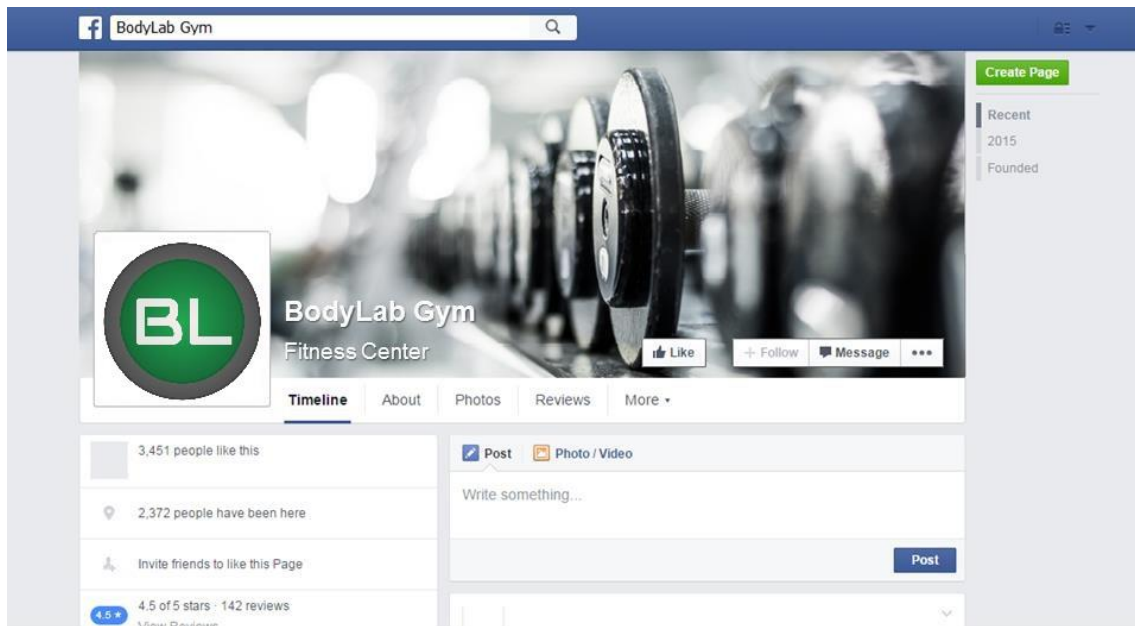 f BodyLab Gym
Create Page
Recent
2015
Founded
BL
BodyLab Gym
Fitness Center
Like
+ Follow
Message
Timeline
About
Photos
Reviews
More
3,451 people like this
2,372 people have been here
Invite friends to like this Page
4.5 ★
4.5 of 5 stars · 142 reviews
View Reviews
Post
Photo / Video
Write something...
Post